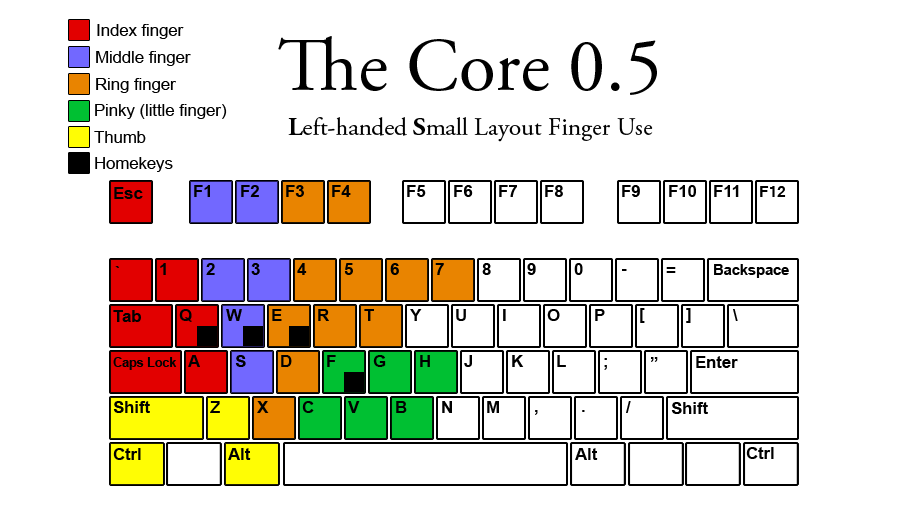 Index finger
Middle finger
Ring finger
Pinky (little finger)
Thumb
Homekeys
The Core 0.5
Left-handed Small Layout Finger Use
Esc F1 F2 F3 F4 F5 F6 F7 F8 F9 F10 F11 F12
` 1 2 3 4 5 6 7 8 9 0 - = Backspace
Tab Q W E R T Y U I O P [ ] \
Caps Lock A S D F G H J K L ; ” Enter
Shift Z X C V B N M , . / Shift
Ctrl Alt Alt Ctrl